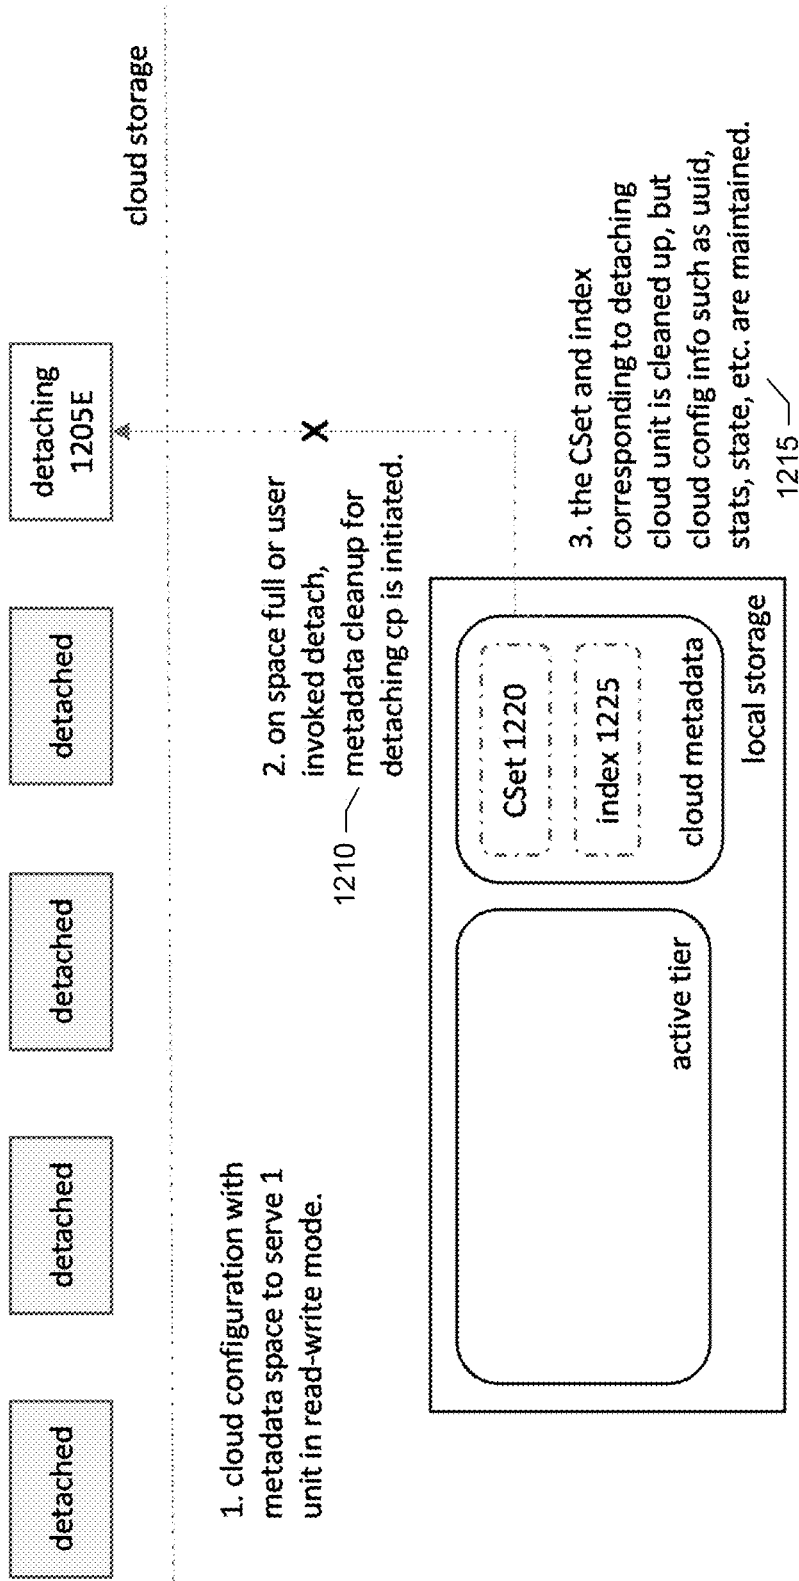 detached
detached
detached
detached
detaching
1205E
cloud storage
1. cloud configuration with
metadata space to serve 1
unit in read-write mode.
2. on space full or user
invoked detach,
metadata cleanup for
detaching cp is initiated.
1210
3. the CSet and index
corresponding to detaching
cloud unit is cleaned up, but
cloud config info such as uuid,
stats, state, etc. are maintained.
1215
active tier
CSet 1220
index 1225
cloud metadata
local storage